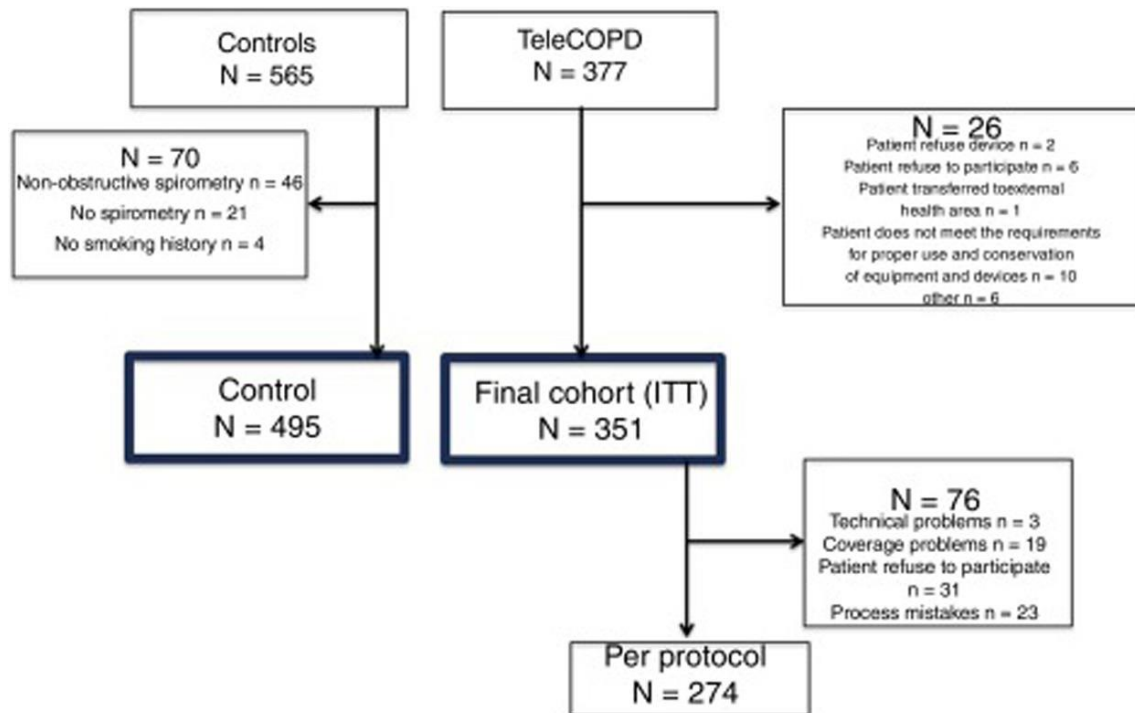 Controls
N = 565
TeleCOPD
N = 377
N = 70
Non-obstructive spirometry n = 46
No spirometry n = 21
No smoking history n = 4
N = 26
Patient refuse device n = 2
Patient refuse to participate n = 6
Patient transferred toexternal
health area n = 1
Patient does not meet the requirements
for proper use and conservation
of equipment and devices n = 10
other n = 6
Control
N = 495
Final cohort (ITT)
N = 351
N = 76
Technical problems n = 3
Coverage problems n = 19
Patient refuse to participate
n = 31
Process mistakes n = 23
Per protocol
N = 274